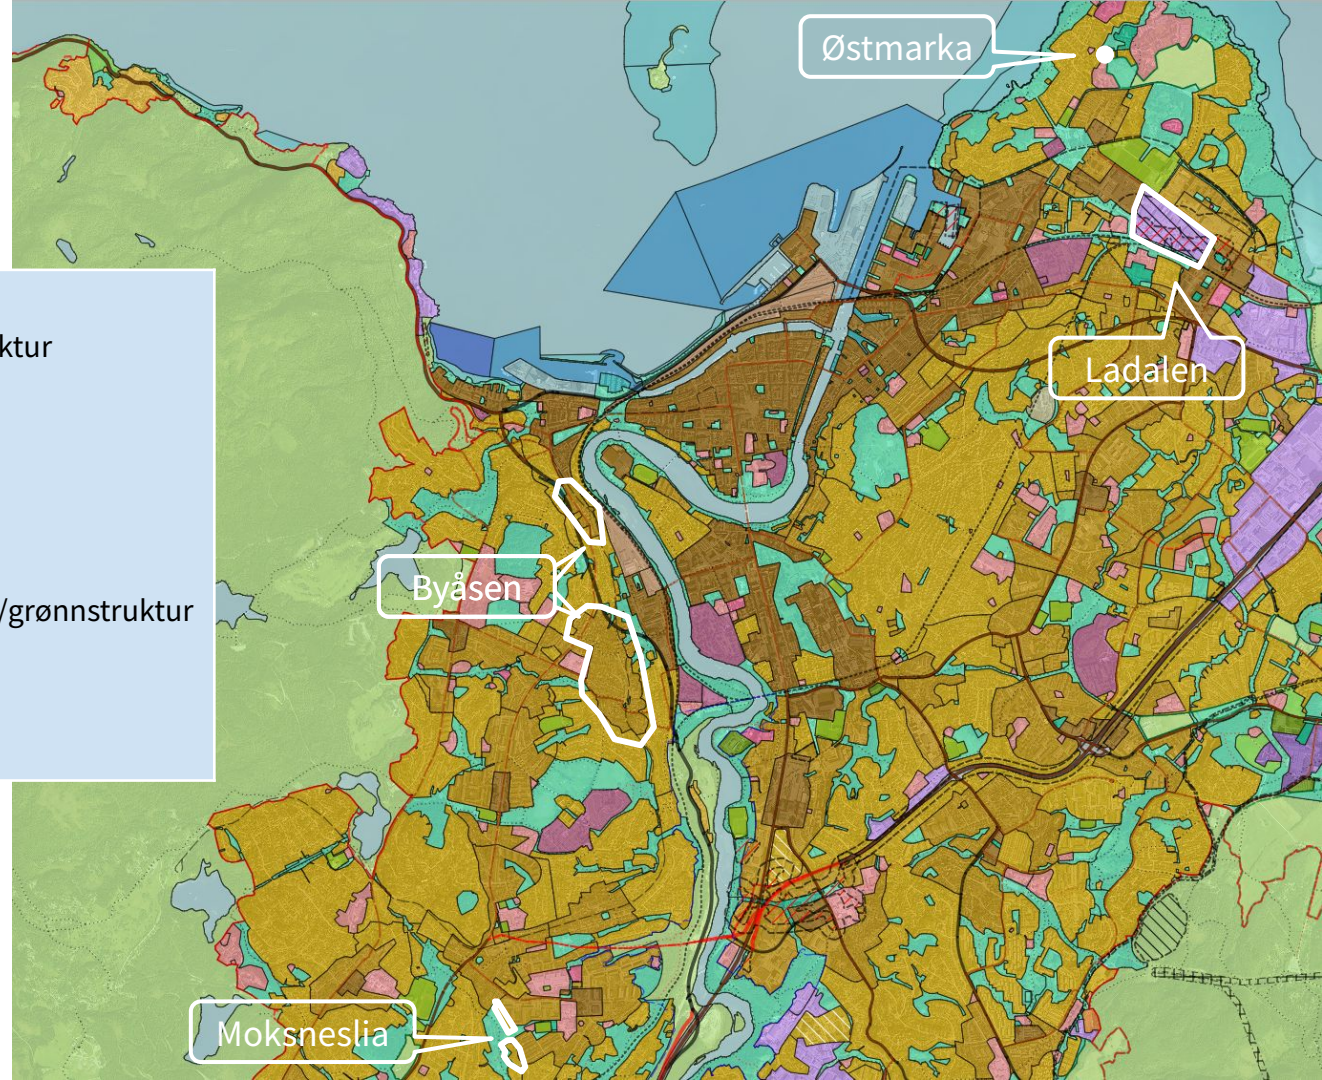 Østmarka
ktur
Ladalen
Byåsen
/grønnstruktur
Moksneslia